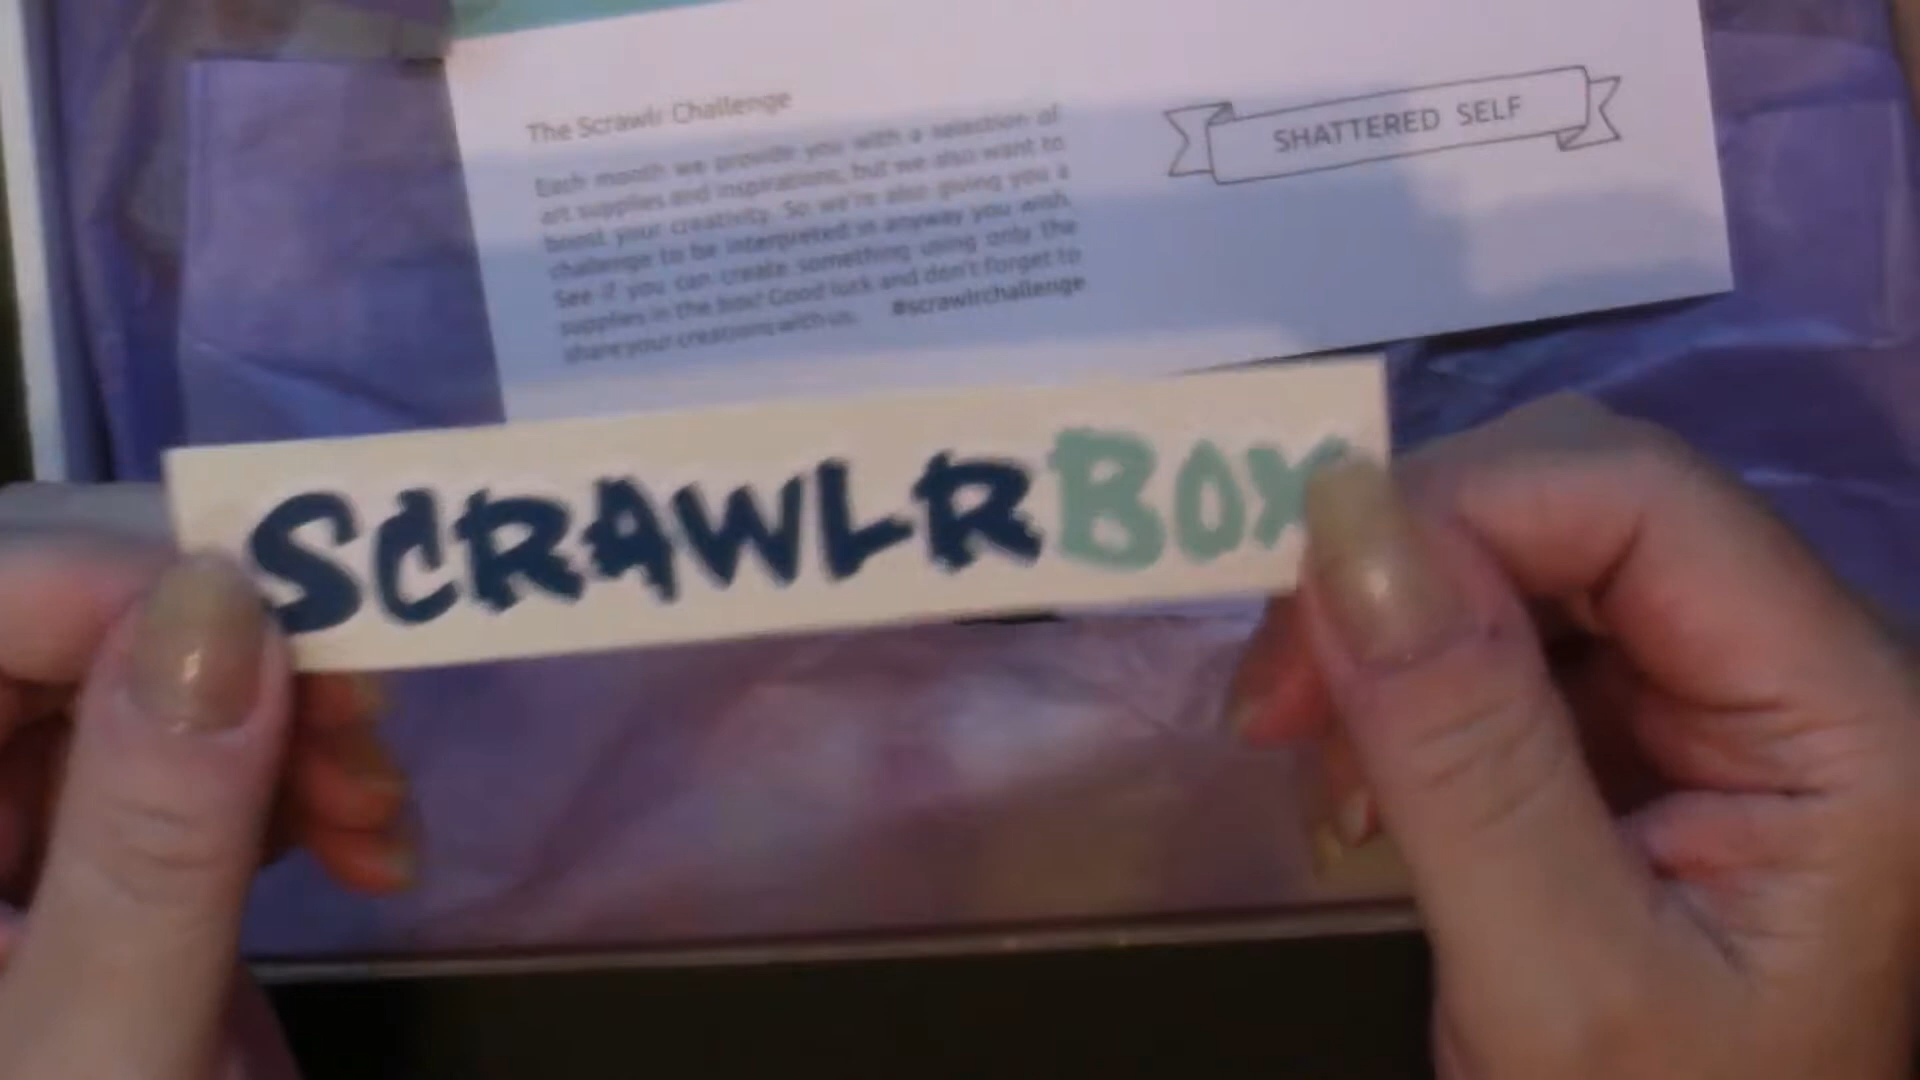 The Scrawlr Challenge
Each month we provide you with a selection of
art supplies and inspirations, but we also want to
boost your creativity. So we're also giving you a
challenge to be interpreted in anyway you wish.
See if you can create something using only the
supplies in the box! Good luck and don't forget to
share your creations with us. #scrawlrchallenge
SHATTERED SELF
SCRAWLRBOX